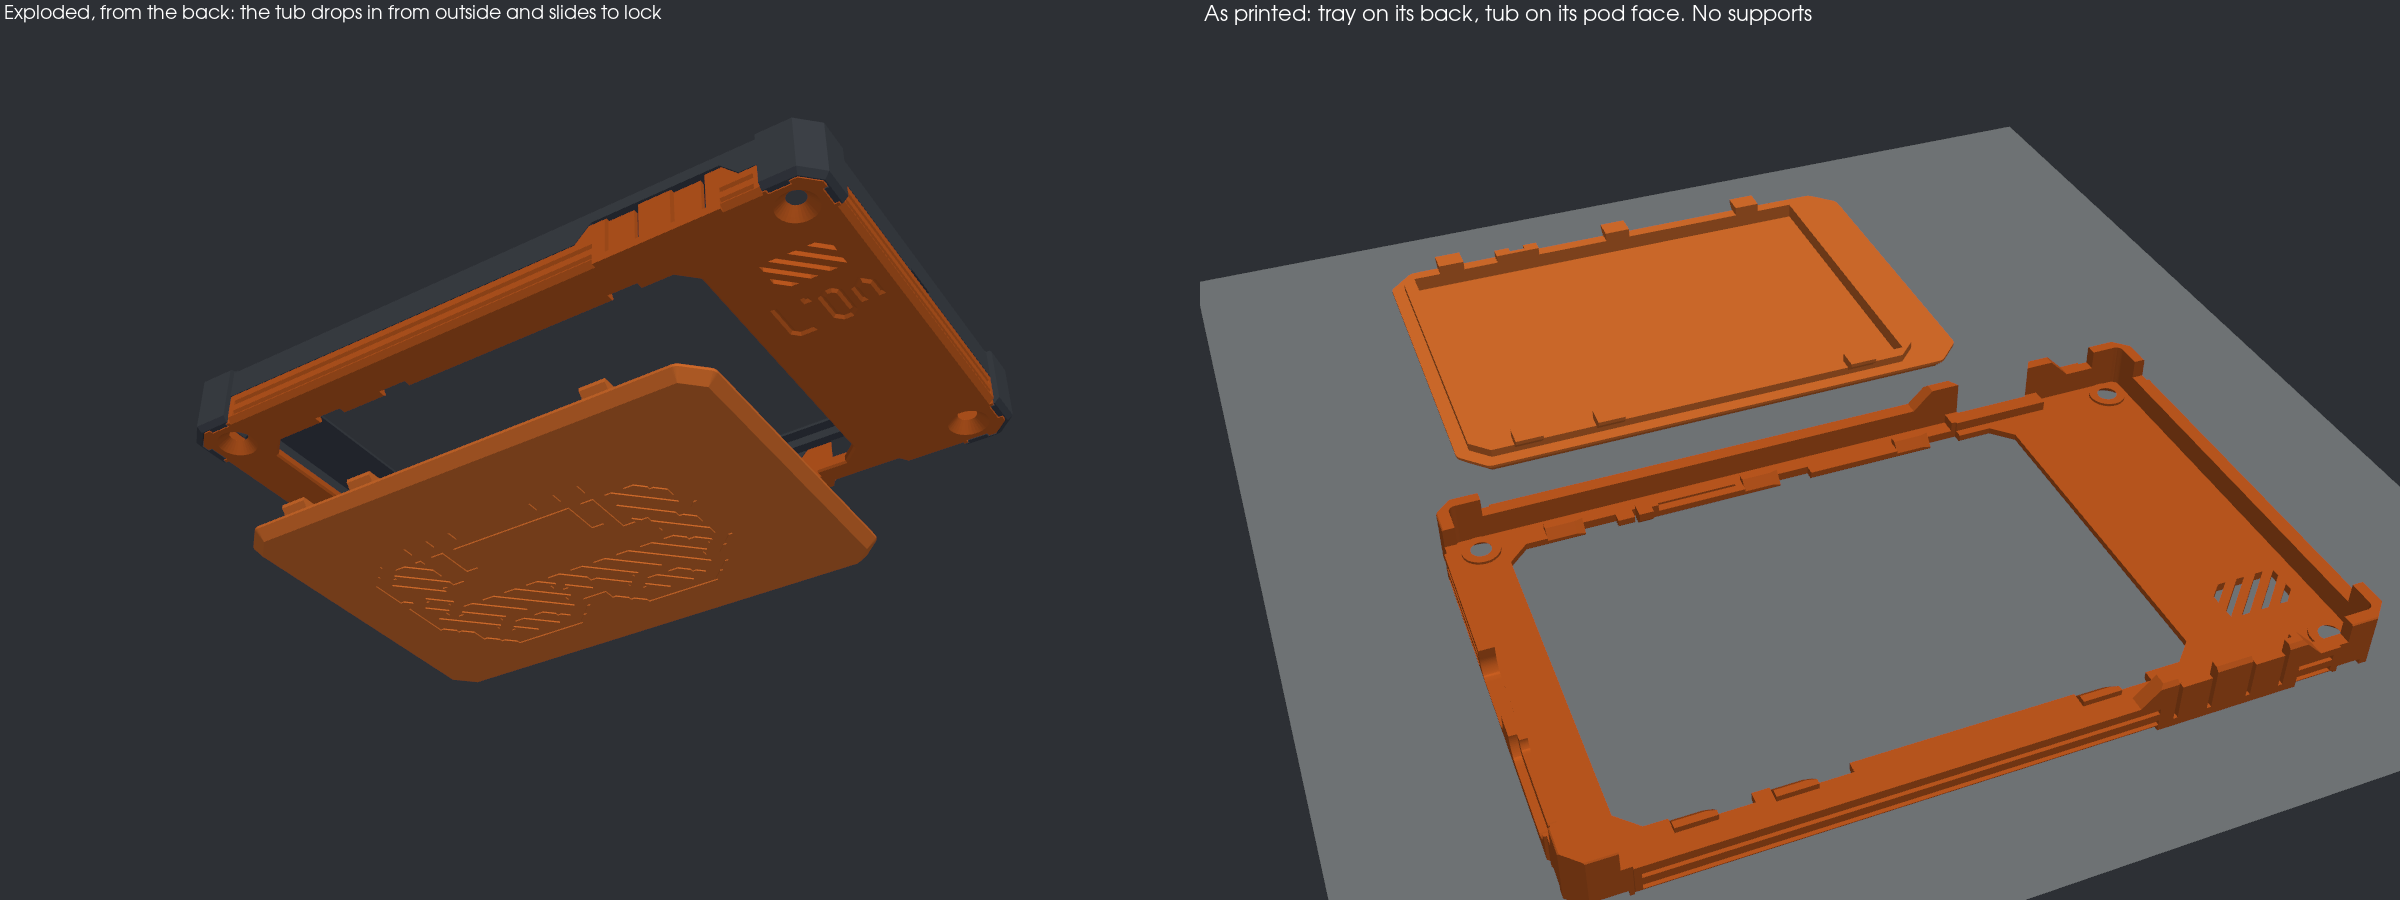 Exploded, from the back: the tub drops in from outside and slides to lock
As printed: tray on its back, tub on its pod face. No supports